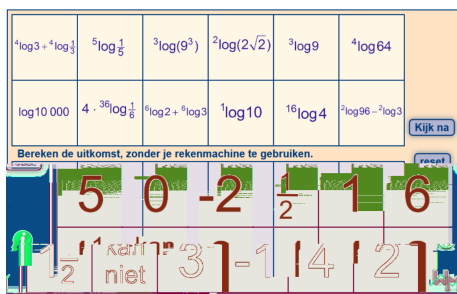 ⁴log3 + ⁴log⅓ ⁵log⅕ ³log(9³) ²log(2√2) ³log9 ⁴log64
log10 000 4 · ³⁶log⅙ ⁶log2 + ⁶log3 ¹log10 ¹⁶log4 ²log96 – ²log3
Kijk na
Bereken de uitkomst, zonder je rekenmachine te gebruiken.
reset
5 0 -2 ½ 1 6
1½ kan niet 3 -1 4 2